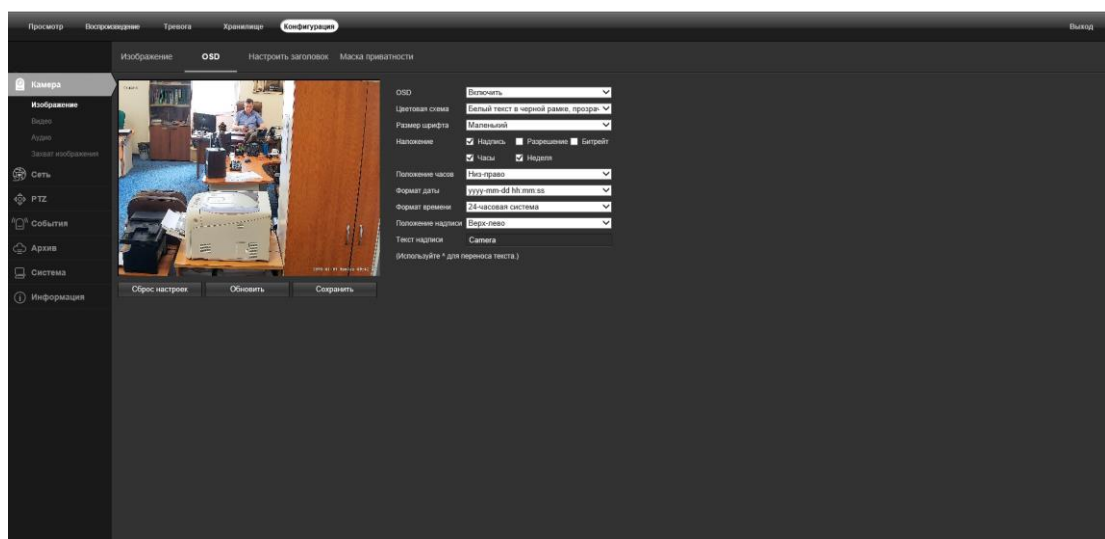 Просмотр Воспроизведение Тревога Хранилище Конфигурация Выход
Изображение OSD Настроить заголовок Маска приватности
Камера
Изображение
Видео
Аудио
Захват изображения
Сеть
PTZ
События
Архив
Система
Информация
OSD Включить
Цветовая схема Белый текст в черной рамке, прозра
Размер шрифта Маленький
Наложение Надпись Разрешение Битрейт
Часы Неделя
Положение часов Низ-право
Формат даты yyyy-mm-dd hh:mm:ss
Формат времени 24-часовая система
Положение надписи Верх-лево
Текст надписи Camera
(Используйте * для переноса текста.)
Сброс настроек Обновить Сохранить